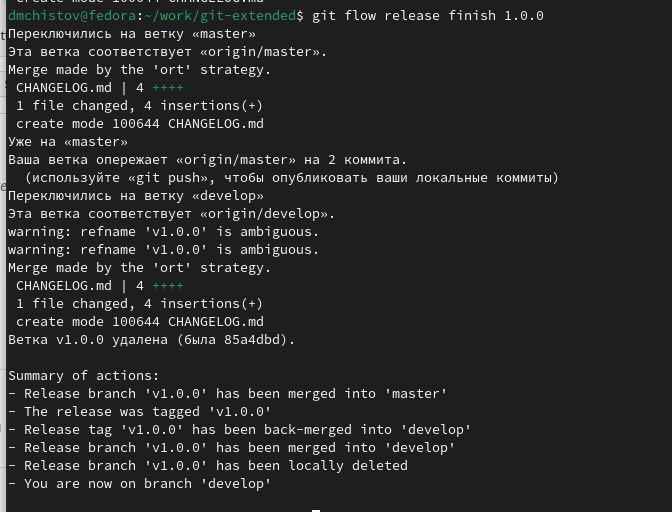 dmchistov@fedora:~/work/git-extended$ git flow release finish 1.0.0
Переключились на ветку «master»
Эта ветка соответствует «origin/master».
Merge made by the 'ort' strategy.
 CHANGELOG.md | 4 ++++
 1 file changed, 4 insertions(+)
 create mode 100644 CHANGELOG.md
Уже на «master»
Ваша ветка опережает «origin/master» на 2 коммита.
  (используйте «git push», чтобы опубликовать ваши локальные коммиты)
Переключились на ветку «develop»
Эта ветка соответствует «origin/develop».
warning: refname 'v1.0.0' is ambiguous.
warning: refname 'v1.0.0' is ambiguous.
Merge made by the 'ort' strategy.
 CHANGELOG.md | 4 ++++
 1 file changed, 4 insertions(+)
 create mode 100644 CHANGELOG.md
Ветка v1.0.0 удалена (была 85a4dbd).

Summary of actions:
- Release branch 'v1.0.0' has been merged into 'master'
- The release was tagged 'v1.0.0'
- Release tag 'v1.0.0' has been back-merged into 'develop'
- Release branch 'v1.0.0' has been merged into 'develop'
- Release branch 'v1.0.0' has been locally deleted
- You are now on branch 'develop'